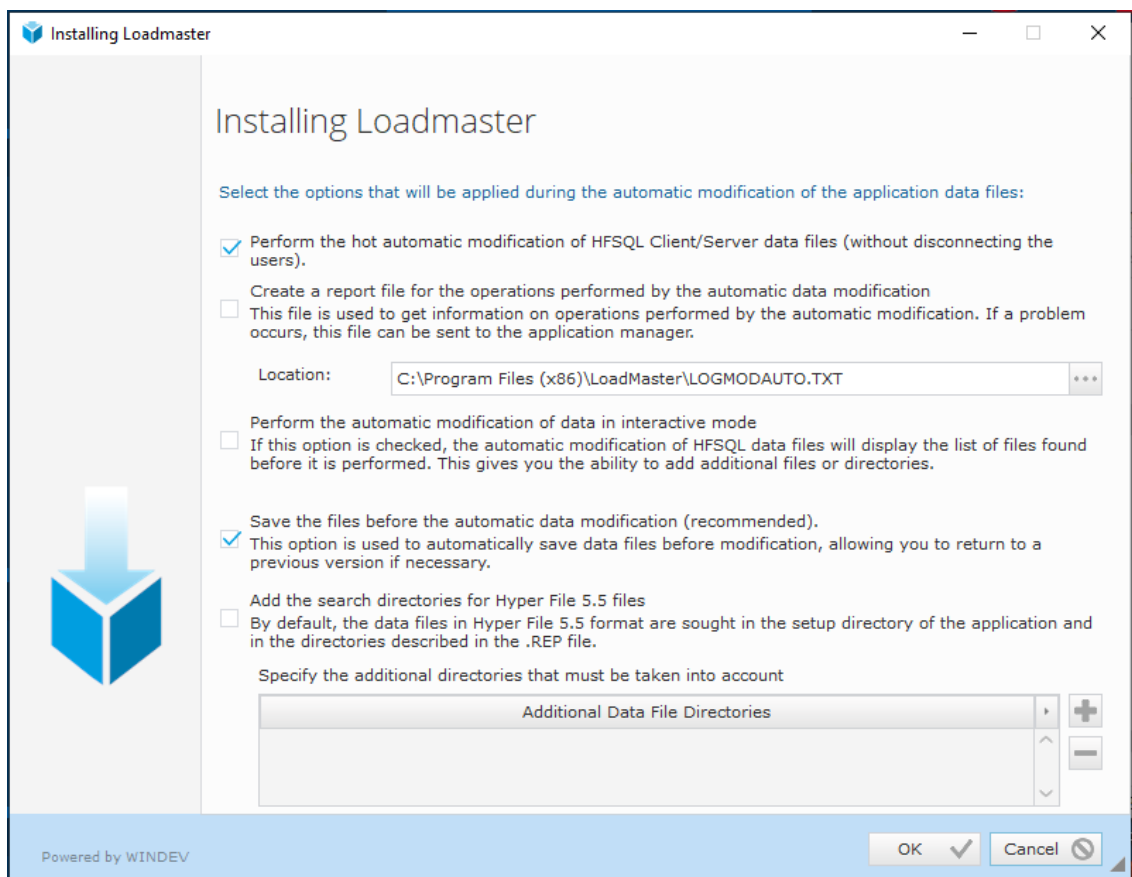 Installing Loadmaster
Installing Loadmaster
Select the options that will be applied during the automatic modification of the application data files:
Perform the hot automatic modification of HFSQL Client/Server data files (without disconnecting the
users).
Create a report file for the operations performed by the automatic data modification
This file is used to get information on operations performed by the automatic modification. If a problem
occurs, this file can be sent to the application manager.
Location:
C:\Program Files (x86)\LoadMaster\LOGMODAUTO.TXT
Perform the automatic modification of data in interactive mode
If this option is checked, the automatic modification of HFSQL data files will display the list of files found
before it is performed. This gives you the ability to add additional files or directories.
Save the files before the automatic data modification (recommended).
This option is used to automatically save data files before modification, allowing you to return to a
previous version if necessary.
Add the search directories for Hyper File 5.5 files
By default, the data files in Hyper File 5.5 format are sought in the setup directory of the application and
in the directories described in the .REP file.
Specify the additional directories that must be taken into account
Additional Data File Directories
Powered by WINDEV
OK
Cancel